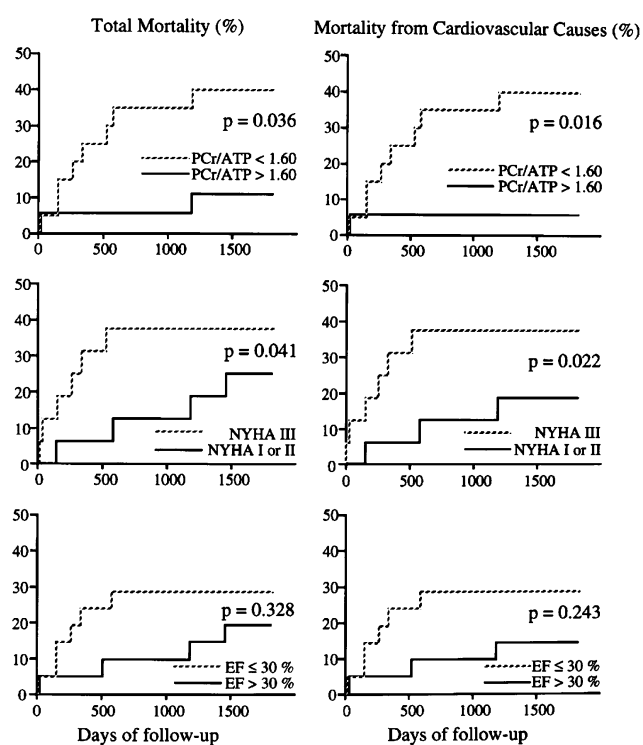 Total Mortality (%)
Mortality from Cardiovascular Causes (%)
50
40
30
20
10
0
p = 0.036
PCr/ATP < 1.60
PCr/ATP > 1.60
0 500 1000 1500
50
40
30
20
10
0
p = 0.016
PCr/ATP < 1.60
PCr/ATP > 1.60
0 500 1000 1500
50
40
30
20
10
0
p = 0.041
NYHA III
NYHA I or II
0 500 1000 1500
50
40
30
20
10
0
p = 0.022
NYHA III
NYHA I or II
0 500 1000 1500
50
40
30
20
10
0
p = 0.328
EF ≤ 30 %
EF > 30 %
0 500 1000 1500
Days of follow-up
50
40
30
20
10
0
p = 0.243
EF ≤ 30 %
EF > 30 %
0 500 1000 1500
Days of follow-up